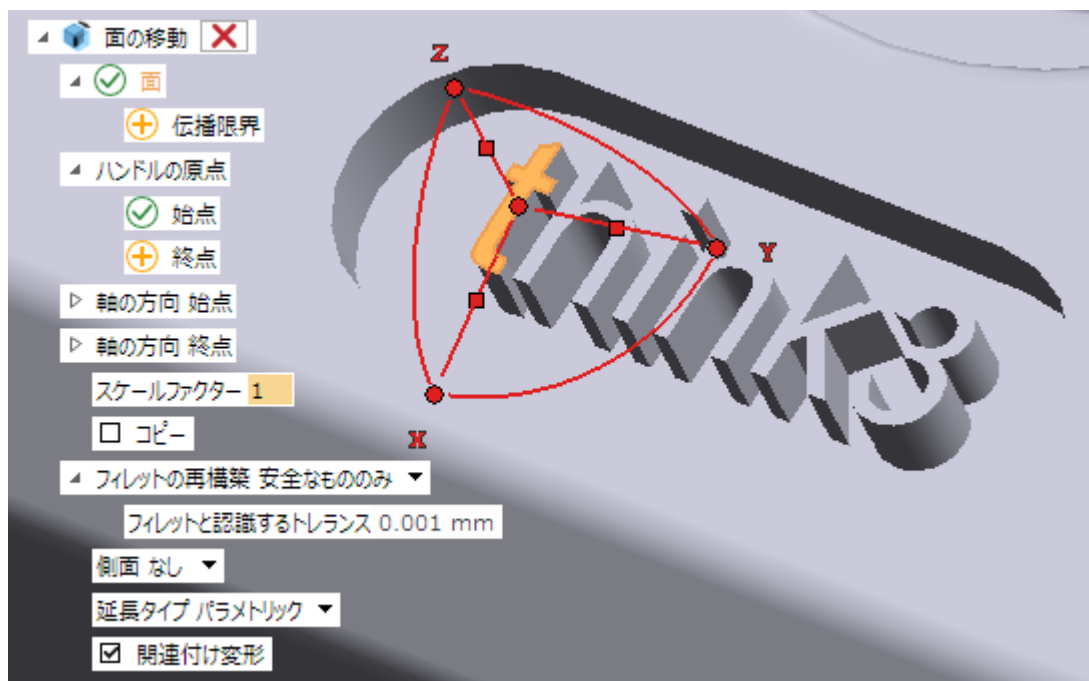 面の移動
面
伝播限界
ハンドルの原点
始点
終点
軸の方向 始点
軸の方向 終点
スケールファクター 1
コピー
フィレットの再構築 安全なもののみ
フィレットと認識するトレランス 0.001 mm
側面 なし
延長タイプ パラメトリック
関連付け変形
Z
Y
X